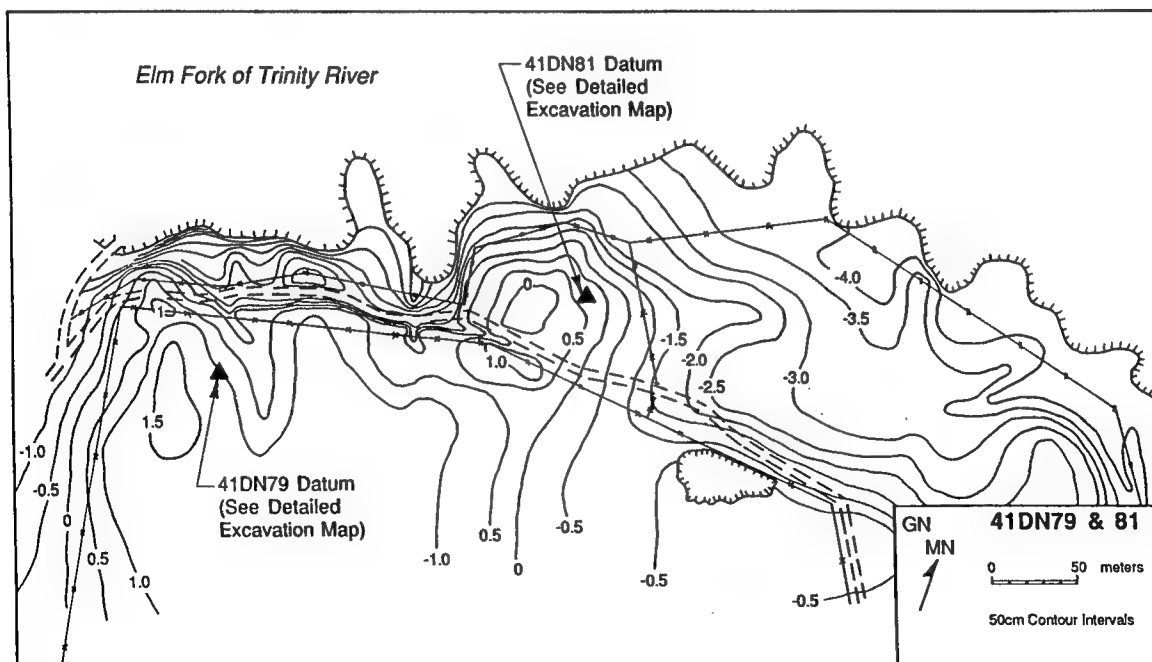 Elm Fork of Trinity River
41DN81 Datum
(See Detailed
Excavation Map)
-4.0
-3.5
0
0.5
-1.5
-2.0
-2.5
-3.0
1.0
1.5
-1.0
-0.5
0
0.5
1.0
41DN79 Datum
(See Detailed
Excavation Map)
-1.0
0.5
0
-0.5
-0.5
-0.5
GN
MN
41DN79 & 81
0 50 meters
50cm Contour Intervals